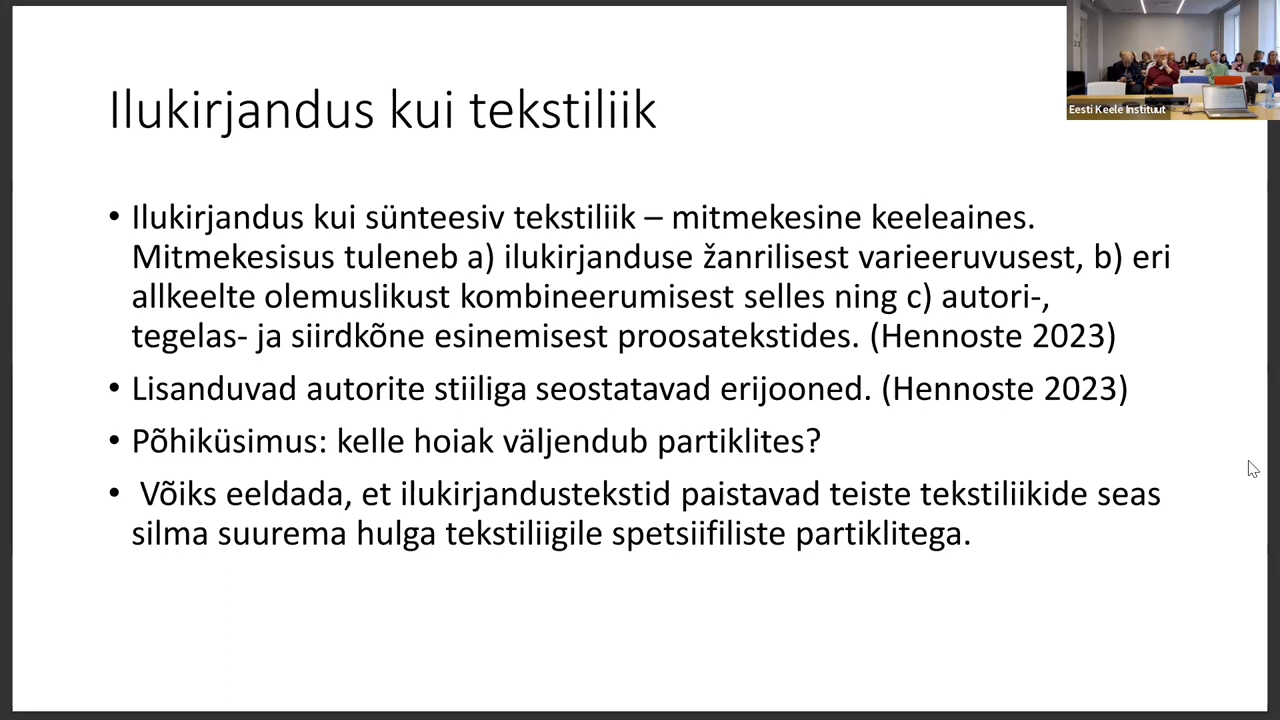 Ilukirjandus kui tekstiliik
Eesti Keele Instituut
• Ilukirjandus kui sünteesiv tekstiliik – mitmekesine keeleaines.
Mitmekesisus tuleneb a) ilukirjanduse žanrilisest varieeruvusest, b) eri
allkeelte olemuslikust kombineerumisest selles ning c) autori-,
tegelas- ja siirdkõne esinemisest proosatekstides. (Hennoste 2023)
• Lisanduvad autorite stiiliga seostatavad erijooned. (Hennoste 2023)
• Põhiküsimus: kelle hoiak väljendub partiklites?
• Võiks eeldada, et ilukirjandustekstid paistavad teiste tekstiliikide seas
silma suurema hulga tekstiliigile spetsiifiliste partiklitega.